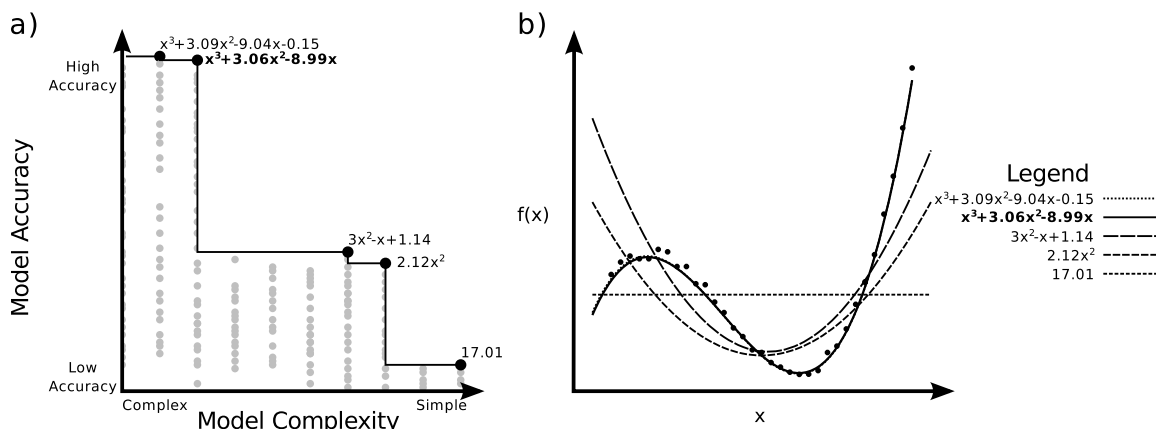 a)
x³+3.09x²-9.04x-0.15
x³+3.06x²-8.99x
High
Accuracy
Model Accuracy
3x²-x+1.14
2.12x²
17.01
Low
Accuracy
Complex
Simple
Model Complexity
b)
f(x)
x
Legend
x³+3.09x²-9.04x-0.15
x³+3.06x²-8.99x
3x²-x+1.14
2.12x²
17.01